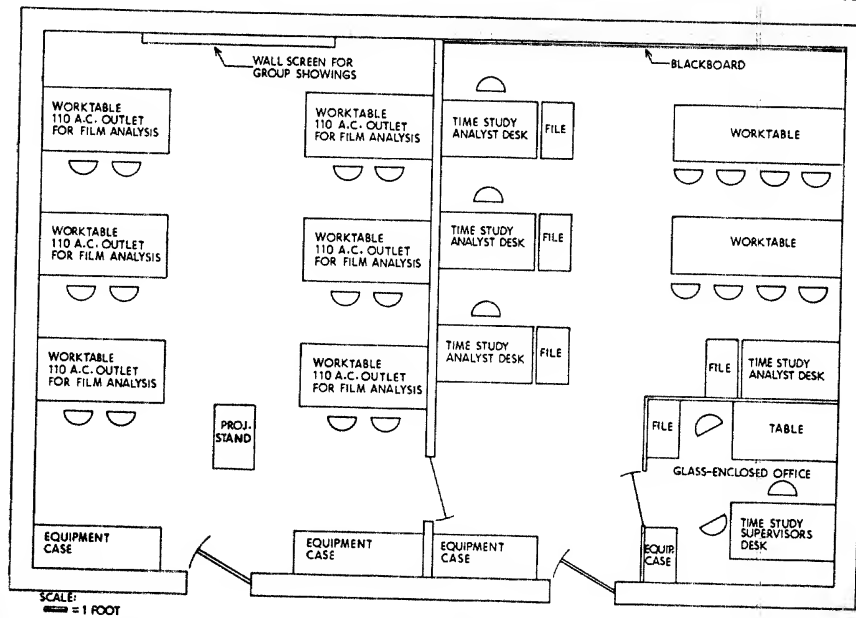 WALL SCREEN FOR
GROUP SHOWINGS
BLACKBOARD
WORKTABLE
110 A.C. OUTLET
FOR FILM ANALYSIS
WORKTABLE
110 A.C. OUTLET
FOR FILM ANALYSIS
TIME STUDY
ANALYST DESK
FILE
WORKTABLE
WORKTABLE
110 A.C. OUTLET
FOR FILM ANALYSIS
WORKTABLE
110 A.C. OUTLET
FOR FILM ANALYSIS
TIME STUDY
ANALYST DESK
FILE
WORKTABLE
WORKTABLE
110 A.C. OUTLET
FOR FILM ANALYSIS
WORKTABLE
110 A.C. OUTLET
FOR FILM ANALYSIS
TIME STUDY
ANALYST DESK
FILE
FILE
TIME STUDY
ANALYST DESK
PROJ.
STAND
FILE
TABLE
GLASS-ENCLOSED OFFICE
TIME STUDY
SUPERVISORS
DESK
EQUIPMENT
CASE
EQUIPMENT
CASE
EQUIPMENT
CASE
EQUIP.
CASE
SCALE:
= 1 FOOT